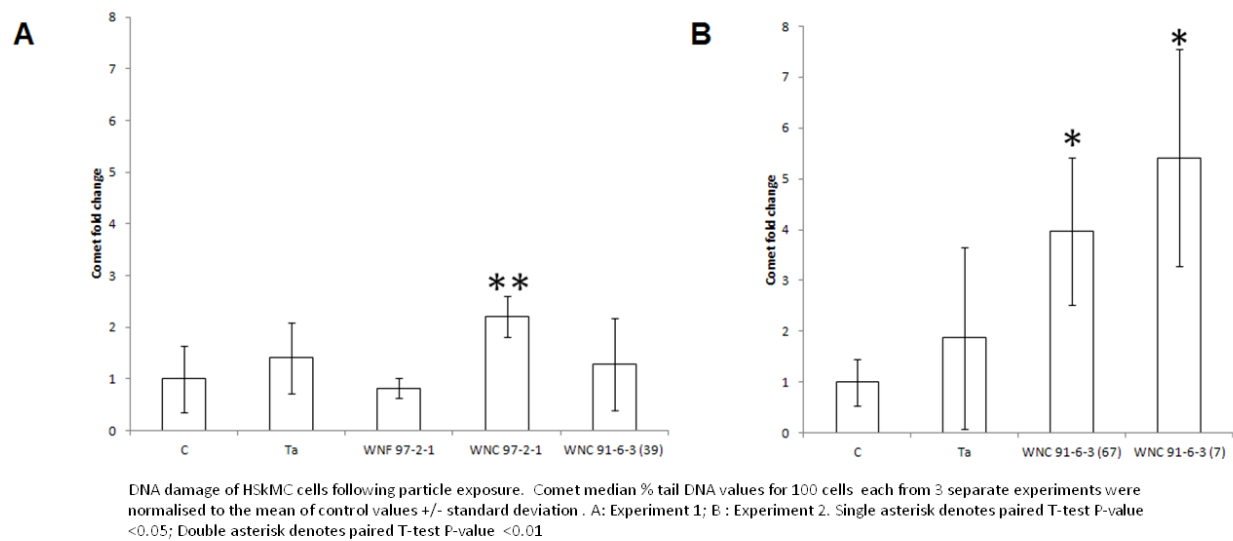 A
8
7
6
5
4
3
2
1
0
Comet fold change
**
C Ta WNF 97-2-1 WNC 97-2-1 WNC 91-6-3 (39)
B
8
7
6
5
4
3
2
1
0
Comet fold change
*
*
C Ta WNC 91-6-3 (67) WNC 91-6-3 (7)
DNA damage of HSkMC cells following particle exposure. Comet median % tail DNA values for 100 cells each from 3 separate experiments were
normalised to the mean of control values +/- standard deviation . A: Experiment 1; B : Experiment 2. Single asterisk denotes paired T-test P-value
<0.05; Double asterisk denotes paired T-test P-value <0.01